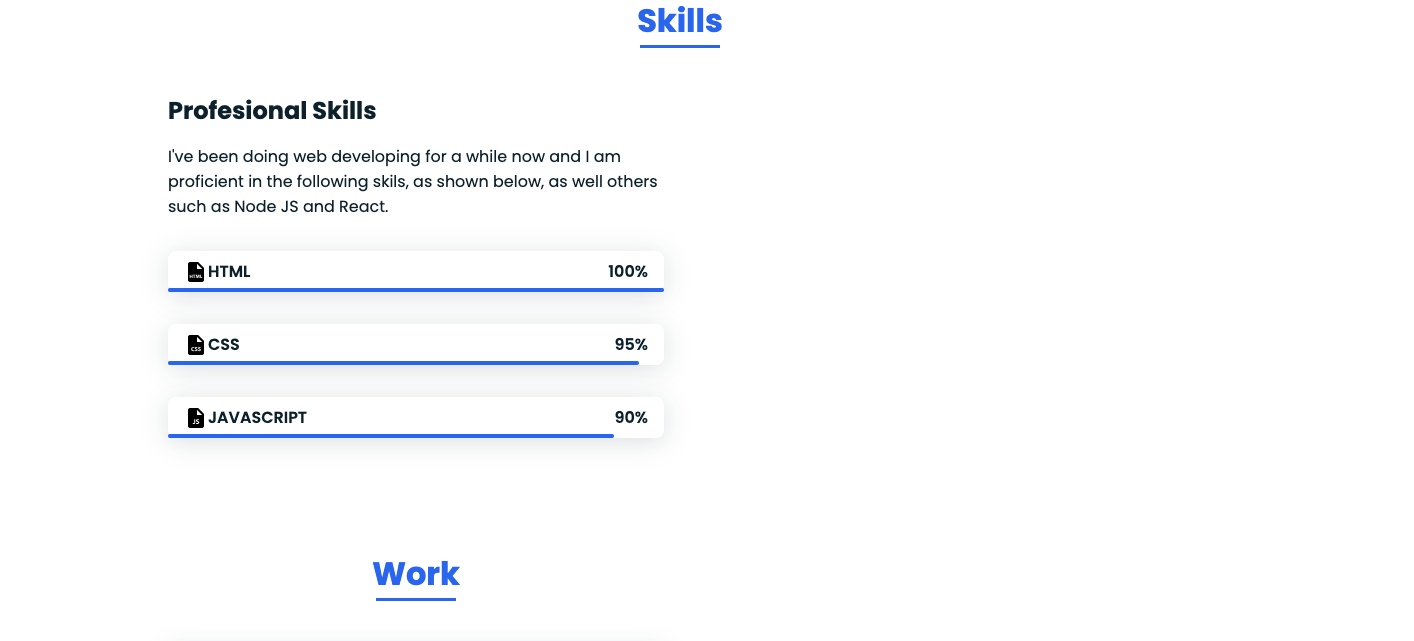 Skills
Profesional Skills
I've been doing web developing for a while now and I am
proficient in the following skils, as shown below, as well others
such as Node JS and React.
HTML HTML 100%
CSS CSS 95%
JS JAVASCRIPT 90%
Work